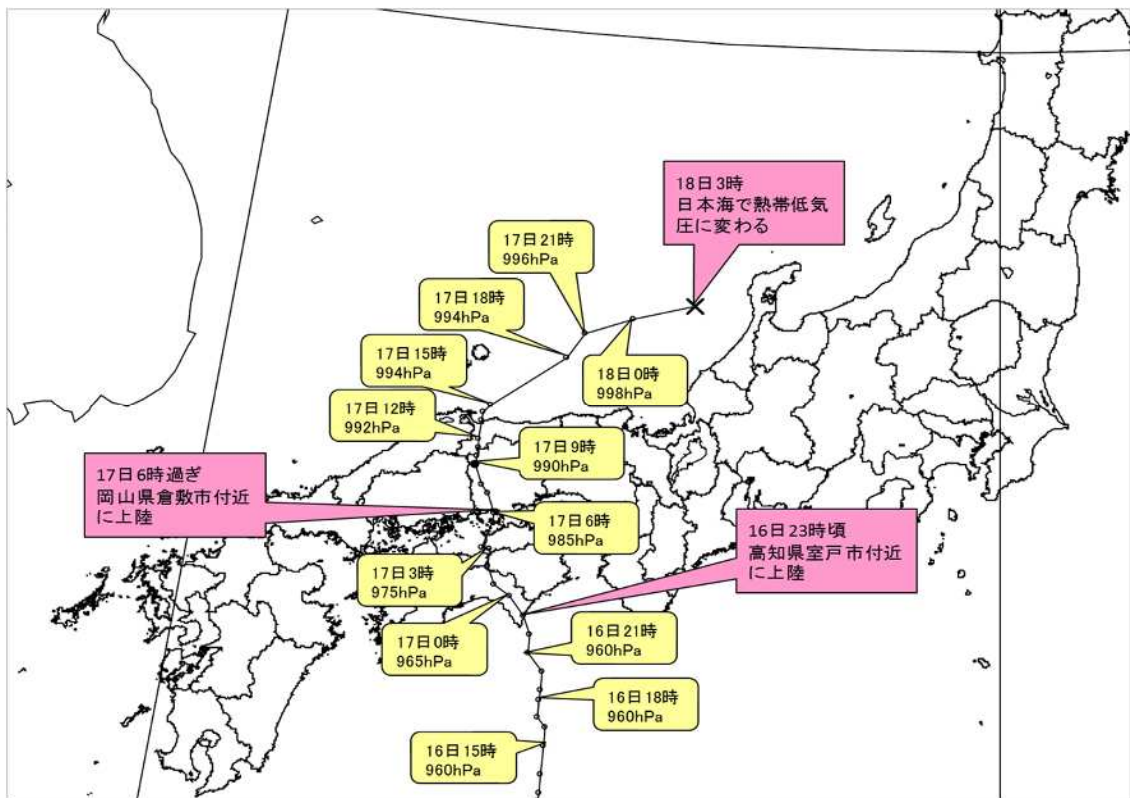 18日3時
日本海で熱帯低気
圧に変わる
17日21時
996hPa
17日18時
994hPa
18日0時
998hPa
17日15時
994hPa
17日12時
992hPa
17日9時
990hPa
17日6時過ぎ
岡山県倉敷市付近
に上陸
17日6時
985hPa
16日23時頃
高知県室戸市付近
に上陸
17日3時
975hPa
17日0時
965hPa
16日21時
960hPa
16日18時
960hPa
16日15時
960hPa